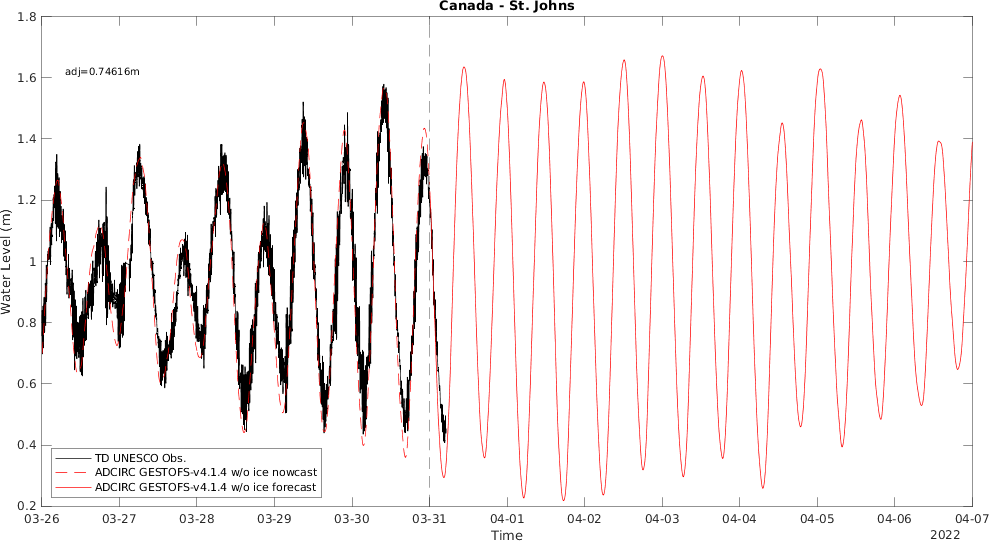 Canada - St. Johns
1.8
1.6
1.4
1.2
1
0.8
0.6
0.4
0.2
Water Level (m)
adj=0.74616m
TD UNESCO Obs.
ADCIRC GESTOFS-v4.1.4 w/o ice nowcast
ADCIRC GESTOFS-v4.1.4 w/o ice forecast
03-26 03-27 03-28 03-29 03-30 03-31 04-01 04-02 04-03 04-04 04-05 04-06 04-07
Time
2022